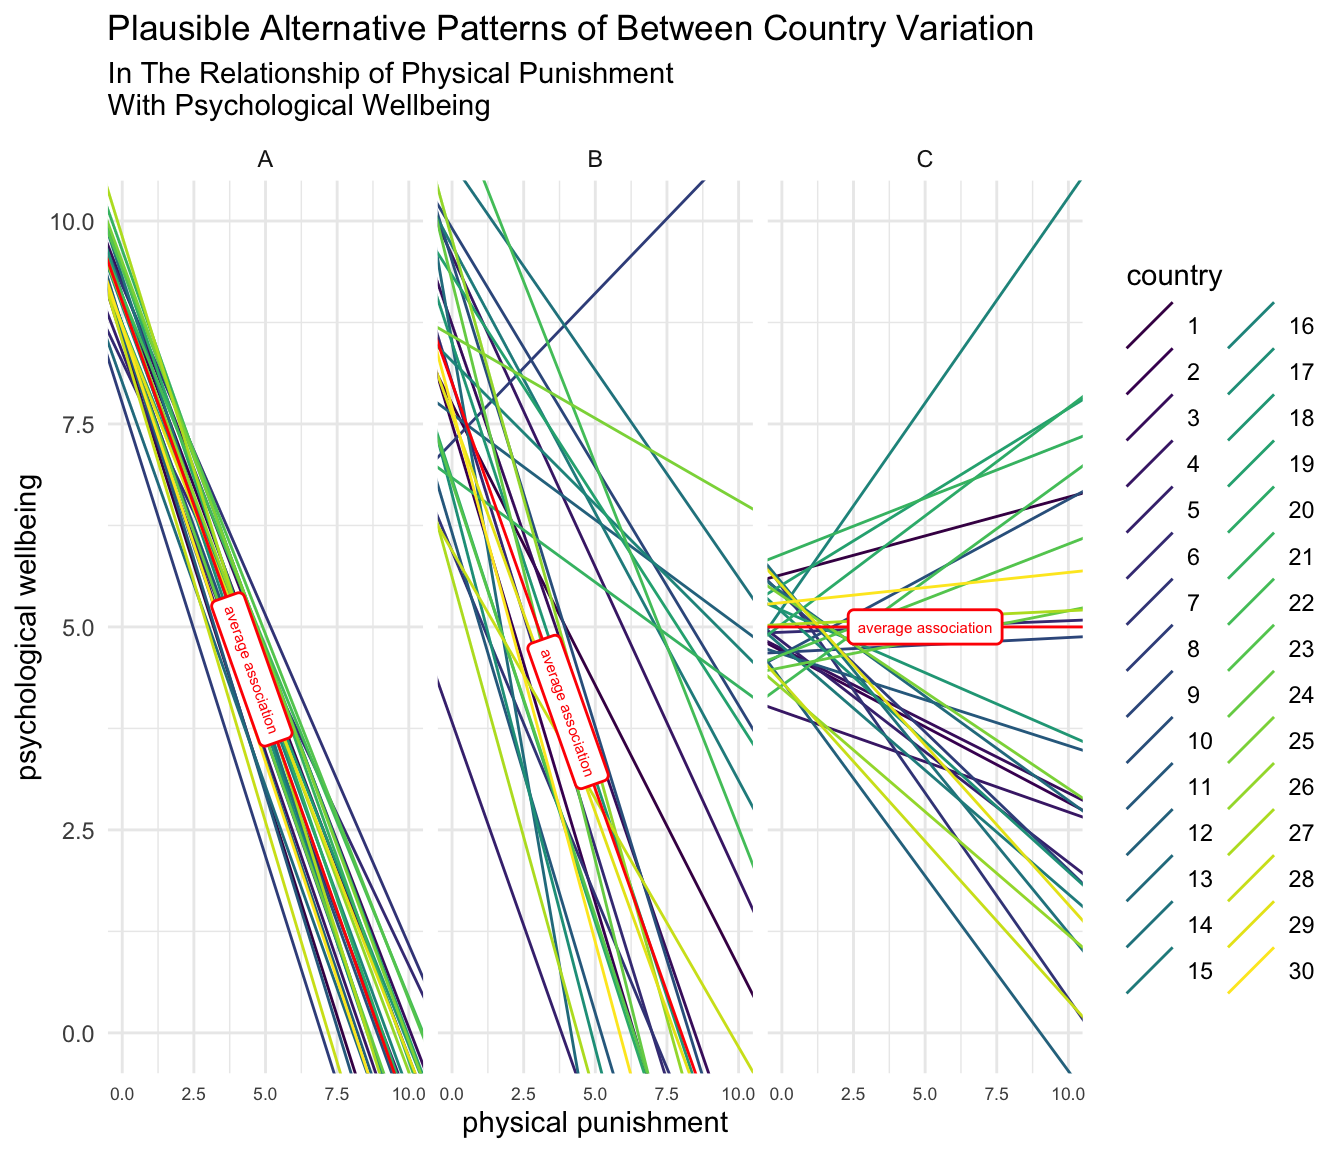 Plausible Alternative Patterns of Between Country Variation
In The Relationship of Physical Punishment
With Psychological Wellbeing
A
B
C
psychological wellbeing
10.0
7.5
5.0
2.5
0.0
average association
average association
average association
0.0 2.5 5.0 7.5 10.0
0.0 2.5 5.0 7.5 10.0
0.0 2.5 5.0 7.5 10.0
physical punishment
country
1
2
3
4
5
6
7
8
9
10
11
12
13
14
15
16
17
18
19
20
21
22
23
24
25
26
27
28
29
30